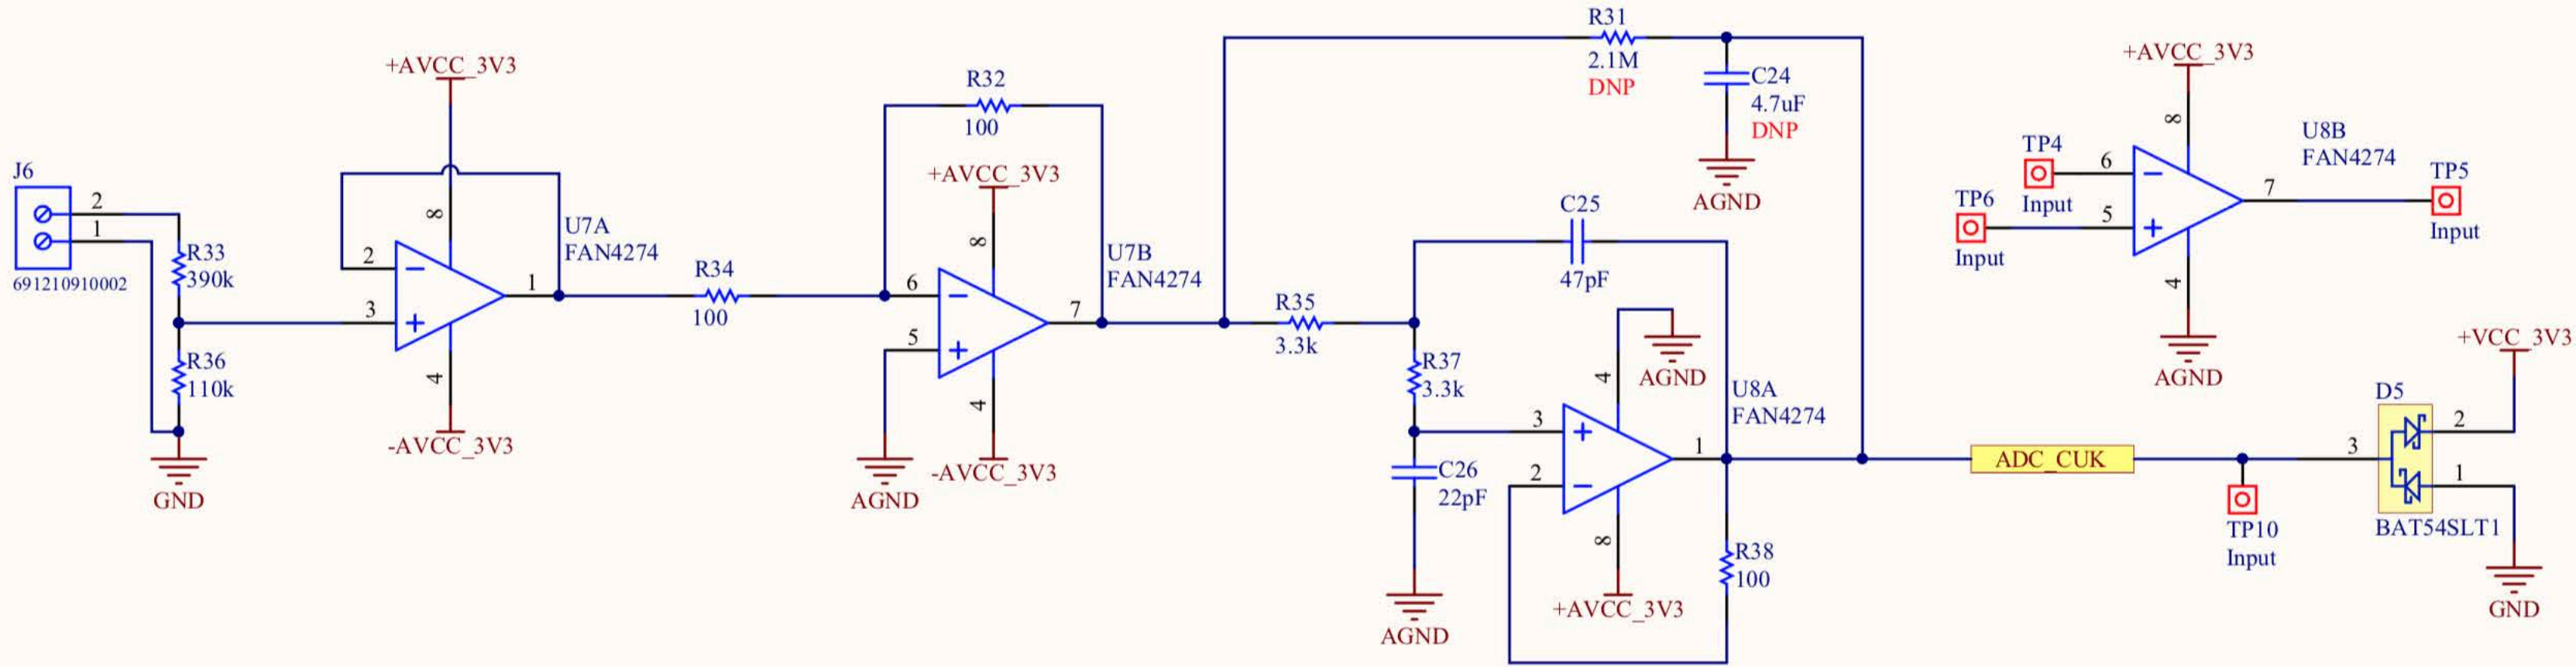 J6
2
1
691210910002
R33
390k
R36
110k
GND
+AVCC_3V3
8
2
3
1
4
U7A
FAN4274
-AVCC_3V3
R34
100
R32
100
+AVCC_3V3
8
6
5
7
4
U7B
FAN4274
AGND
-AVCC_3V3
R31
2.1M
DNP
C24
4.7uF
DNP
AGND
R35
3.3k
C25
47pF
R37
3.3k
C26
22pF
AGND
4
AGND
3
2
1
8
U8A
FAN4274
+AVCC_3V3
R38
100
+AVCC_3V3
8
U8B
FAN4274
TP4
Input
6
TP6
Input
5
7
TP5
Input
4
AGND
ADC_CUK
TP10
Input
3
D5
2
1
BAT54SLT1
+VCC_3V3
GND